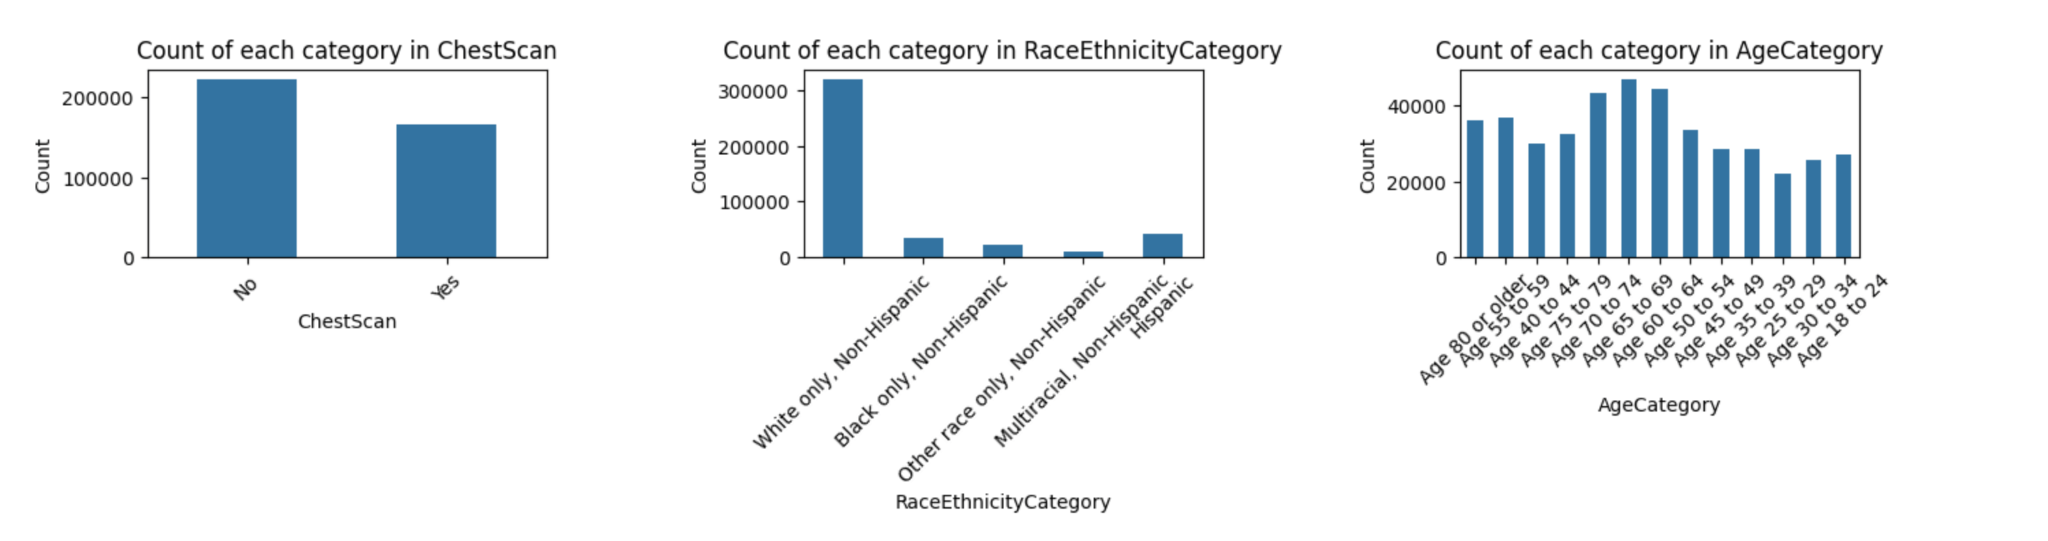 Count of each category in ChestScan
200000
100000
0
Count
No
Yes
ChestScan
Count of each category in RaceEthnicityCategory
300000
200000
100000
0
Count
White only, Non-Hispanic
Black only, Non-Hispanic
Other race only, Non-Hispanic
Multiracial, Non-Hispanic
Hispanic
RaceEthnicityCategory
Count of each category in AgeCategory
40000
20000
0
Count
Age 80 or older
Age 55 to 59
Age 40 to 44
Age 75 to 79
Age 70 to 74
Age 65 to 69
Age 60 to 64
Age 50 to 54
Age 45 to 49
Age 35 to 39
Age 25 to 29
Age 30 to 34
Age 18 to 24
AgeCategory